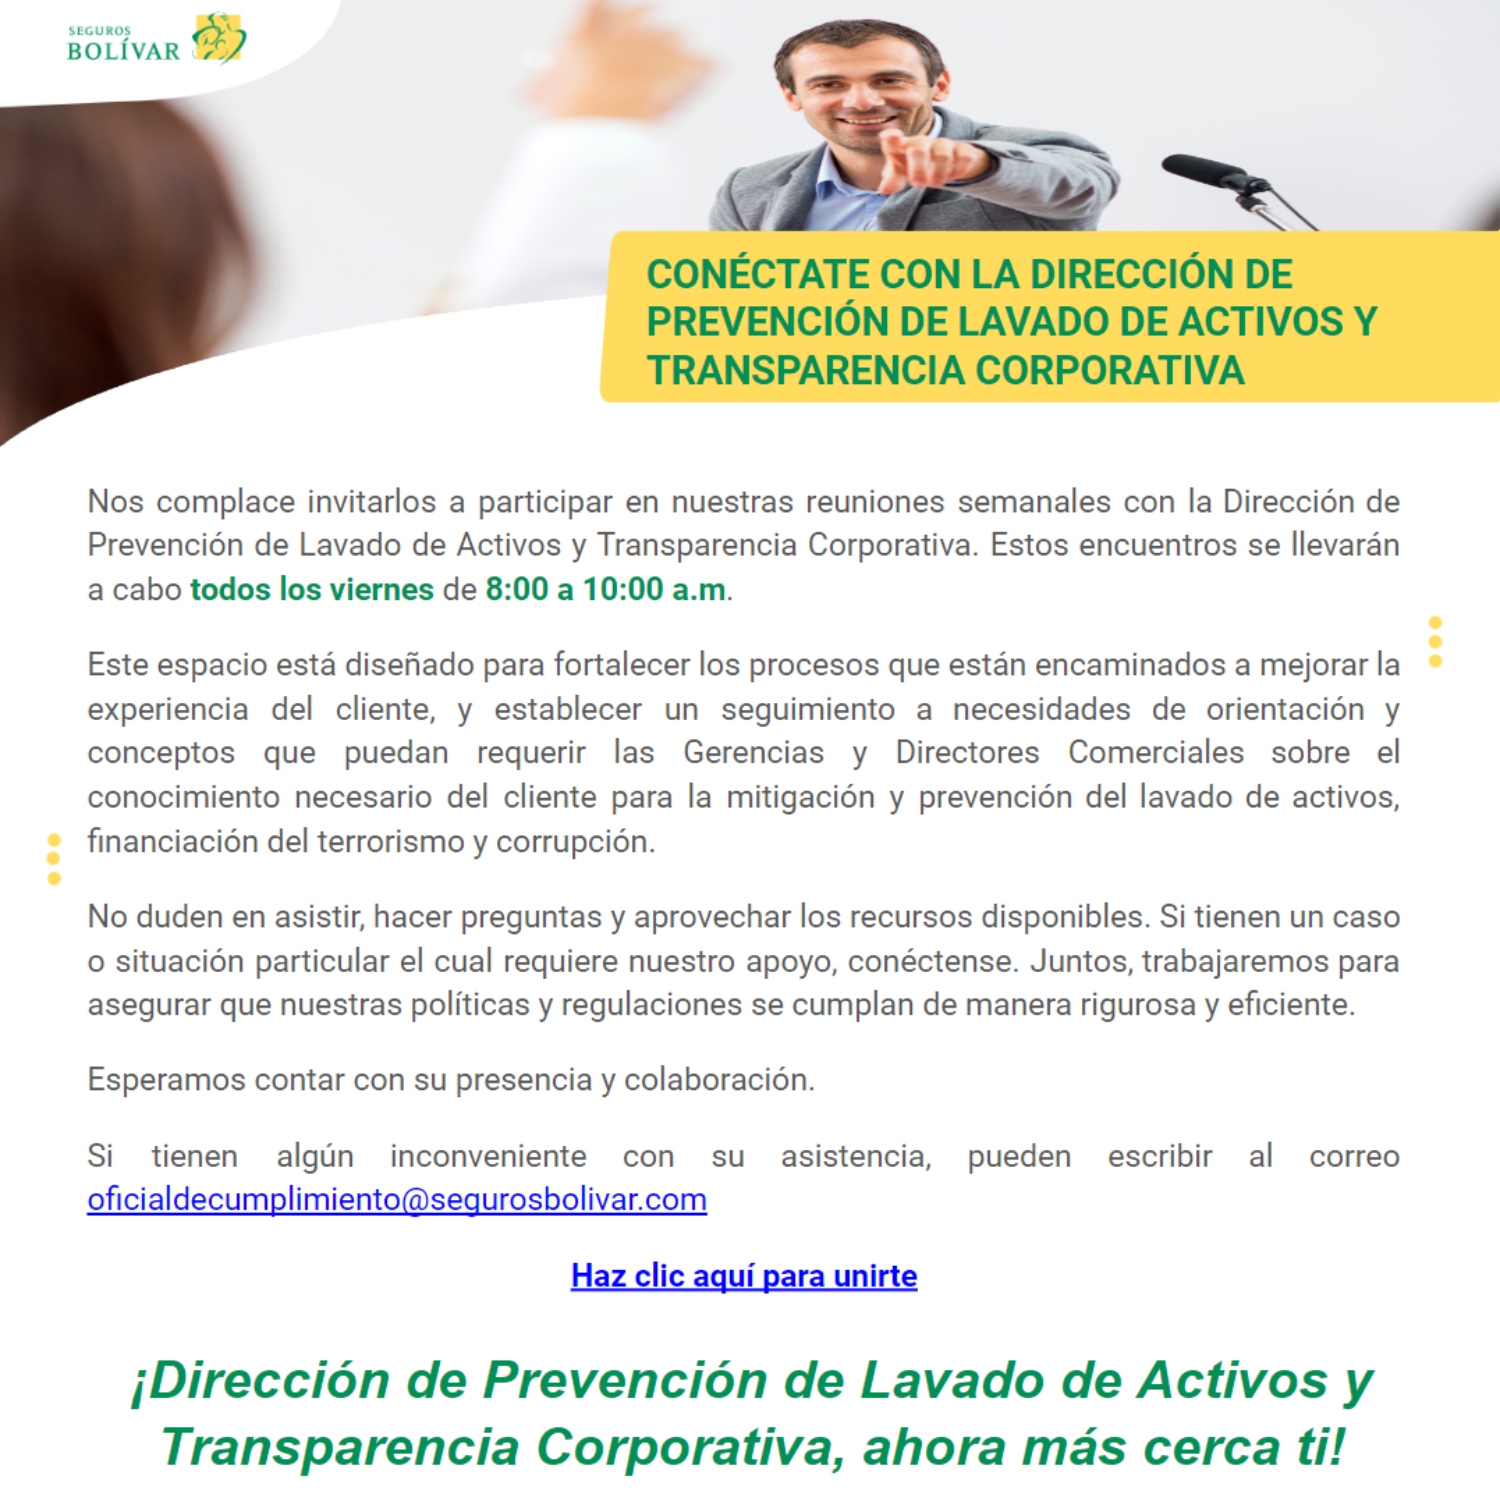 SEGUROS
BOLÍVAR
CONÉCTATE CON LA DIRECCIÓN DE
PREVENCIÓN DE LAVADO DE ACTIVOS Y
TRANSPARENCIA CORPORATIVA
Nos complace invitarlos a participar en nuestras reuniones semanales con la Dirección de
Prevención de Lavado de Activos y Transparencia Corporativa. Estos encuentros se llevarán
a cabo todos los viernes de 8:00 a 10:00 a.m.
Este espacio está diseñado para fortalecer los procesos que están encaminados a mejorar la
experiencia del cliente, y establecer un seguimiento a necesidades de orientación y
conceptos que puedan requerir las Gerencias y Directores Comerciales sobre el
conocimiento necesario del cliente para la mitigación y prevención del lavado de activos,
financiación del terrorismo y corrupción.
No duden en asistir, hacer preguntas y aprovechar los recursos disponibles. Si tienen un caso
o situación particular el cual requiere nuestro apoyo, conéctense. Juntos, trabajaremos para
asegurar que nuestras políticas y regulaciones se cumplan de manera rigurosa y eficiente.
Esperamos contar con su presencia y colaboración.
Si tienen algún inconveniente con su asistencia, pueden escribir al correo
oficialdecumplimiento@segurosbolivar.com
Haz clic aquí para unirte
¡Dirección de Prevención de Lavado de Activos y
Transparencia Corporativa, ahora más cerca ti!